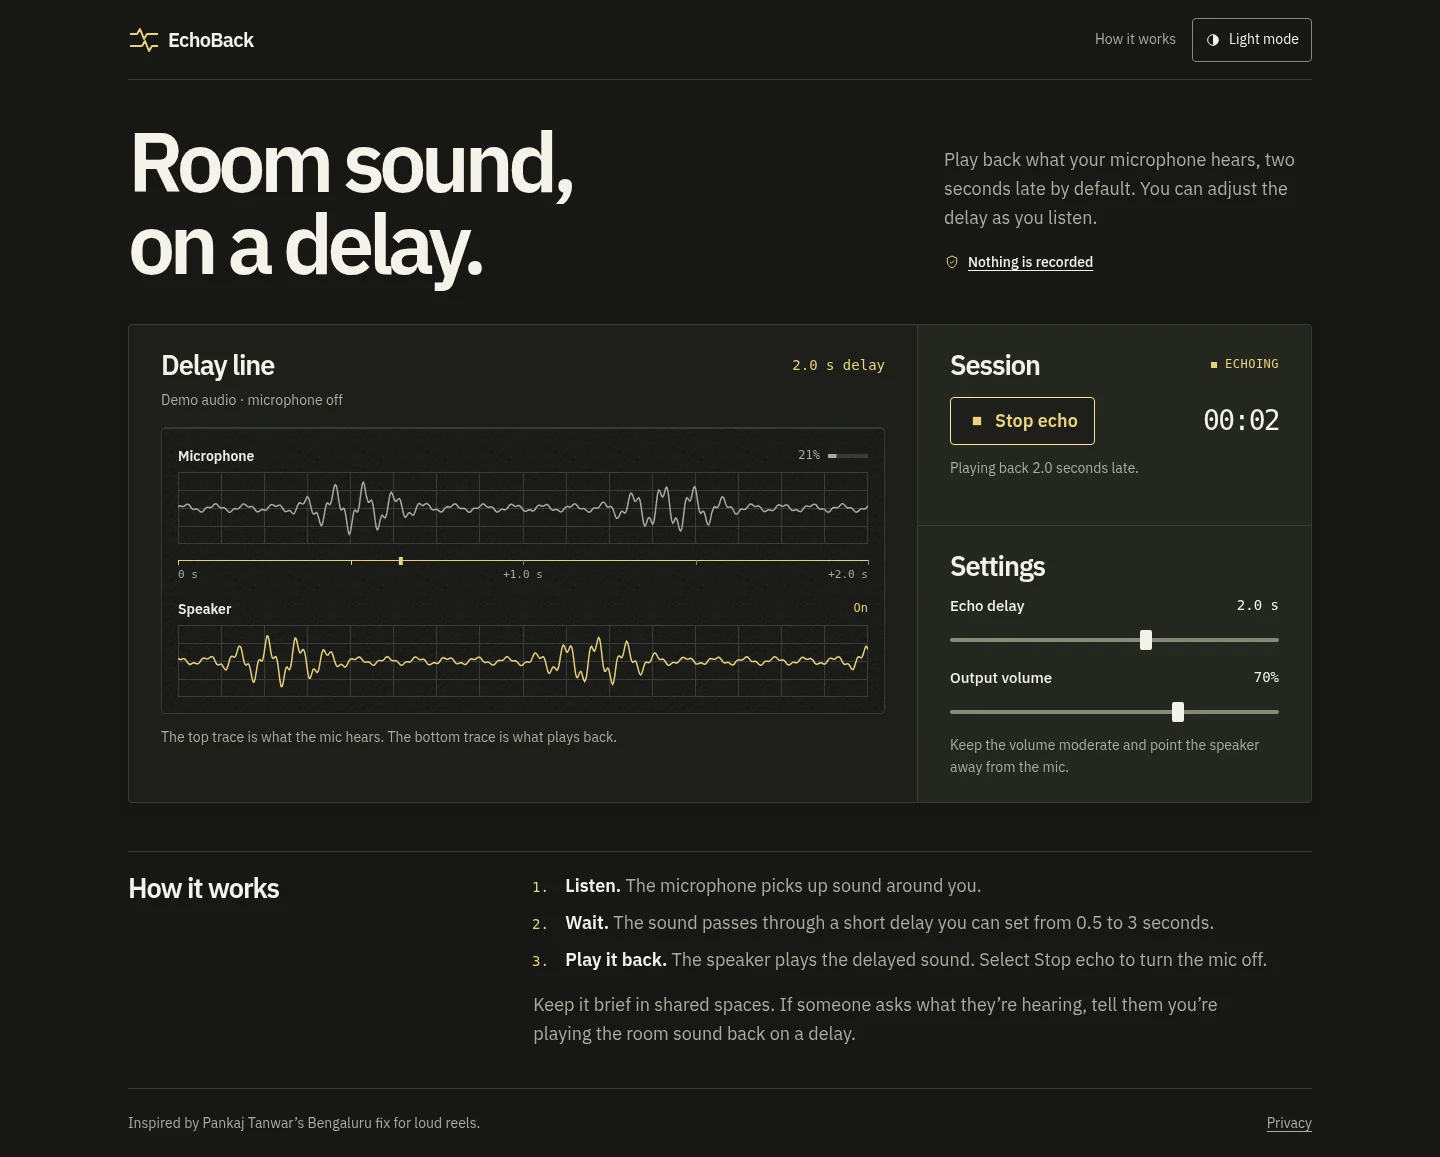 EchoBack
How it works
Light mode
Room sound,
on a delay.
Play back what your microphone hears, two
seconds late by default. You can adjust the
delay as you listen.
Nothing is recorded
Delay line
2.0 s delay
Demo audio · microphone off
Microphone
21%
0 s
+1.0 s
+2.0 s
Speaker
On
The top trace is what the mic hears. The bottom trace is what plays back.
Session
ECHOING
Stop echo
00:02
Playing back 2.0 seconds late.
Settings
Echo delay
2.0 s
Output volume
70%
Keep the volume moderate and point the speaker
away from the mic.
How it works
1. Listen. The microphone picks up sound around you.
2. Wait. The sound passes through a short delay you can set from 0.5 to 3 seconds.
3. Play it back. The speaker plays the delayed sound. Select Stop echo to turn the mic off.
Keep it brief in shared spaces. If someone asks what they’re hearing, tell them you’re
playing the room sound back on a delay.
Inspired by Pankaj Tanwar’s Bengaluru fix for loud reels.
Privacy